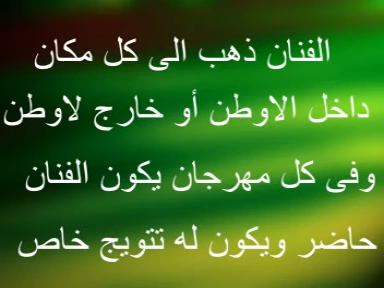 الفنان ذهب الى كل مكان
داخل الاوطن أو خارج لاوطن
وفى كل مهرجان يكون الفنان
حاضر ويكون له تتويج خاص